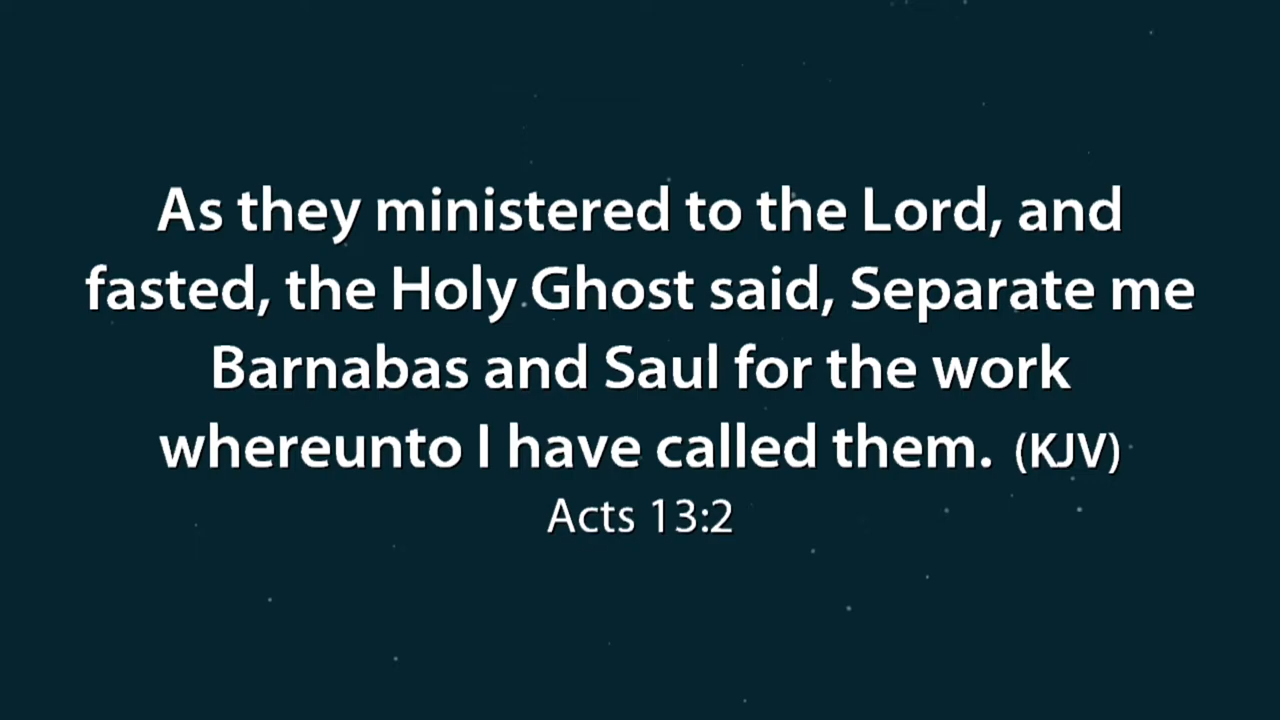 As they ministered to the Lord, and
fasted, the Holy Ghost said, Separate me
Barnabas and Saul for the work
whereunto I have called them. (KJV)
Acts 13:2